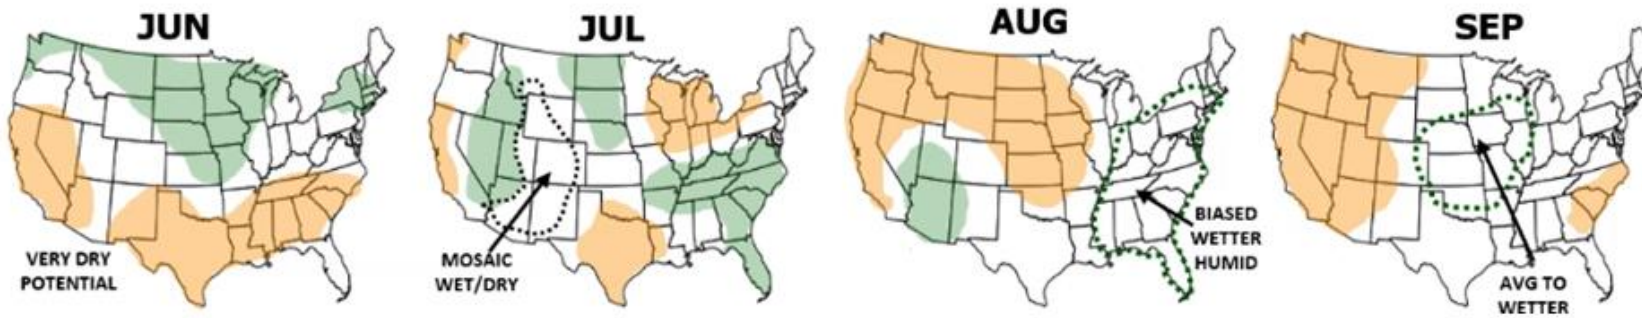 JUN
JUL
AUG
SEP
VERY DRY
POTENTIAL
MOSAIC
WET/DRY
BIASED
WETTER
HUMID
AVG TO
WETTER